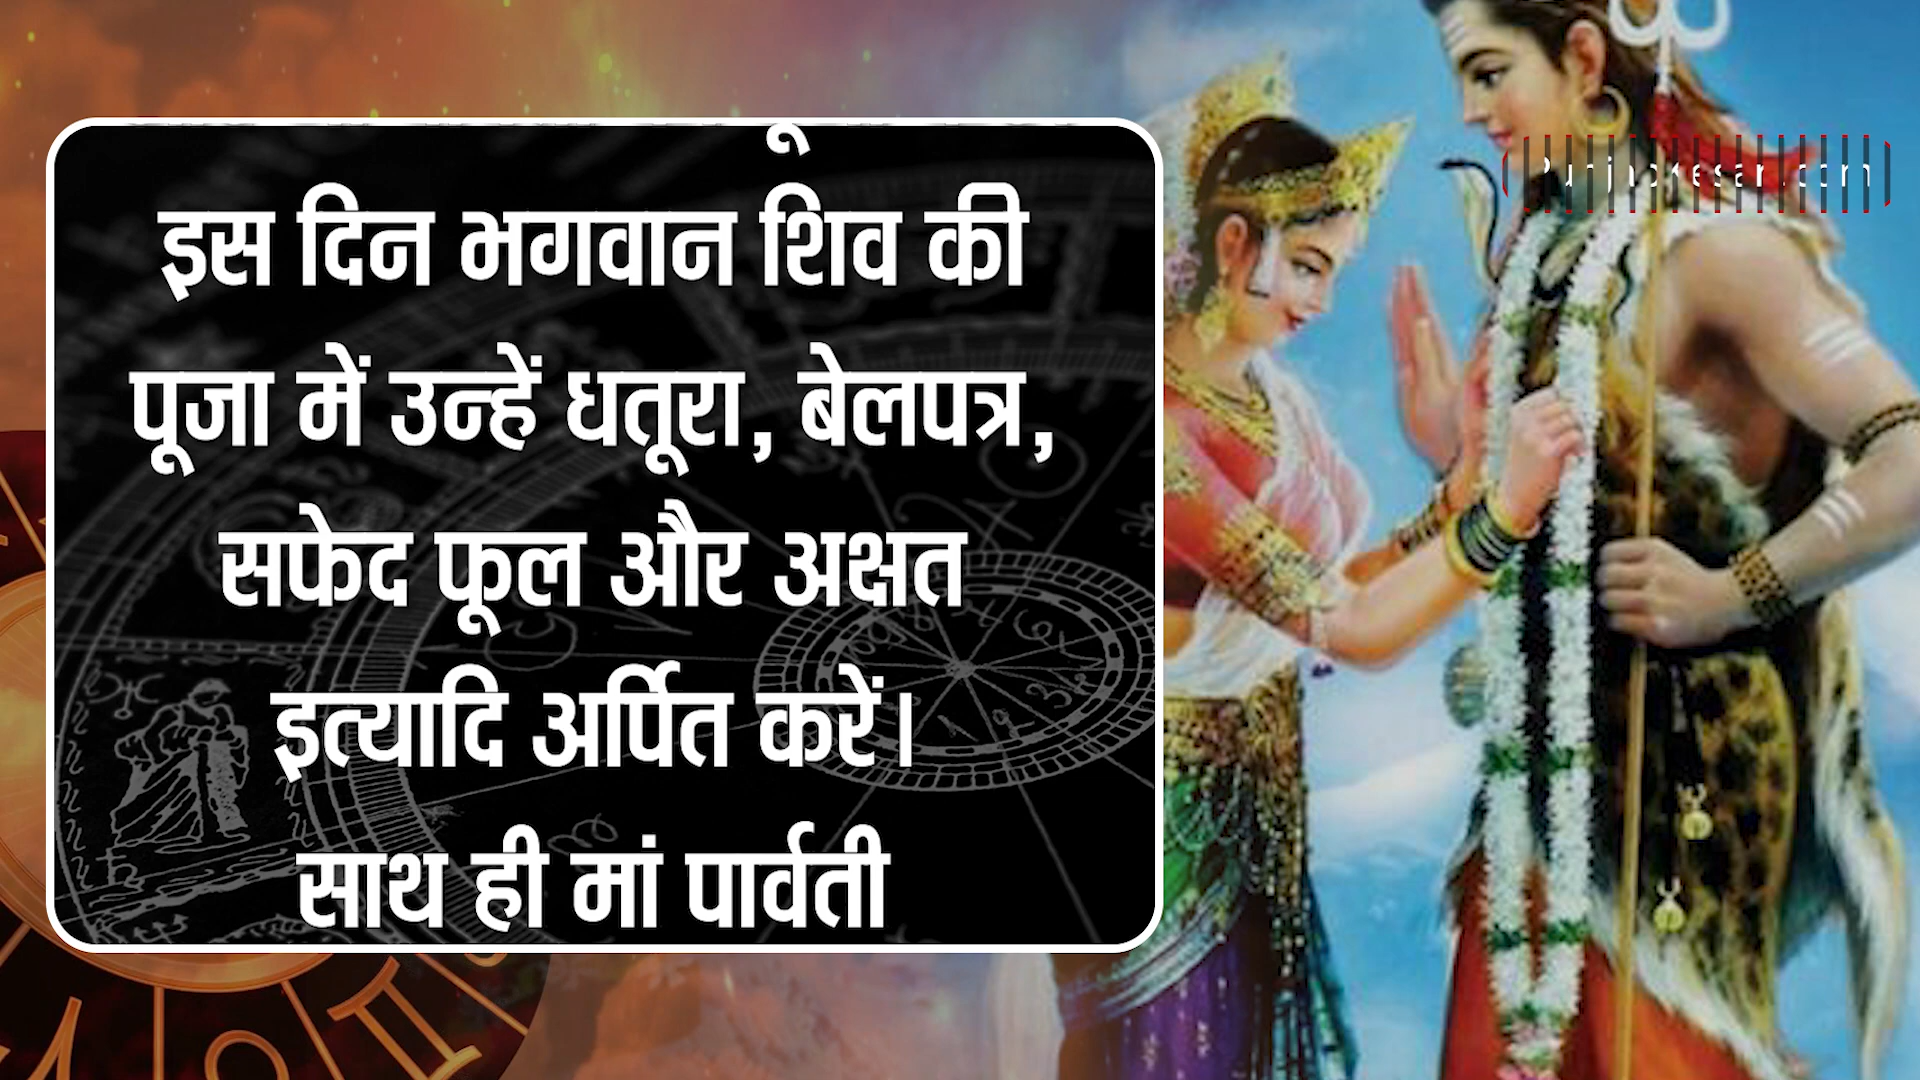 इस दिन भगवान शिव की
पूजा में उन्हें धतूरा, बेलपत्र,
सफेद फूल और अक्षत
इत्यादि अर्पित करें।
साथ ही मां पार्वती